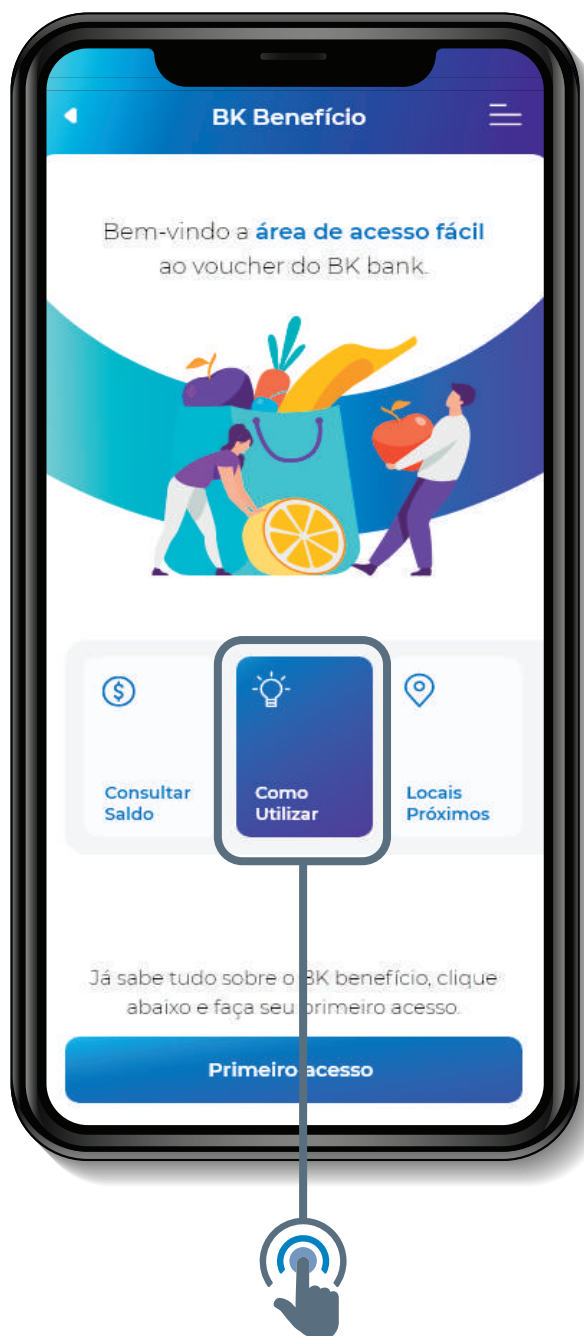 BK Benefício
Bem-vindo a área de acesso fácil
ao voucher do BK bank.
Consultar
Saldo
Como
Utilizar
Locais
Próximos
Já sabe tudo sobre o BK benefício, clique
abaixo e faça seu primeiro acesso.
Primeiro acesso